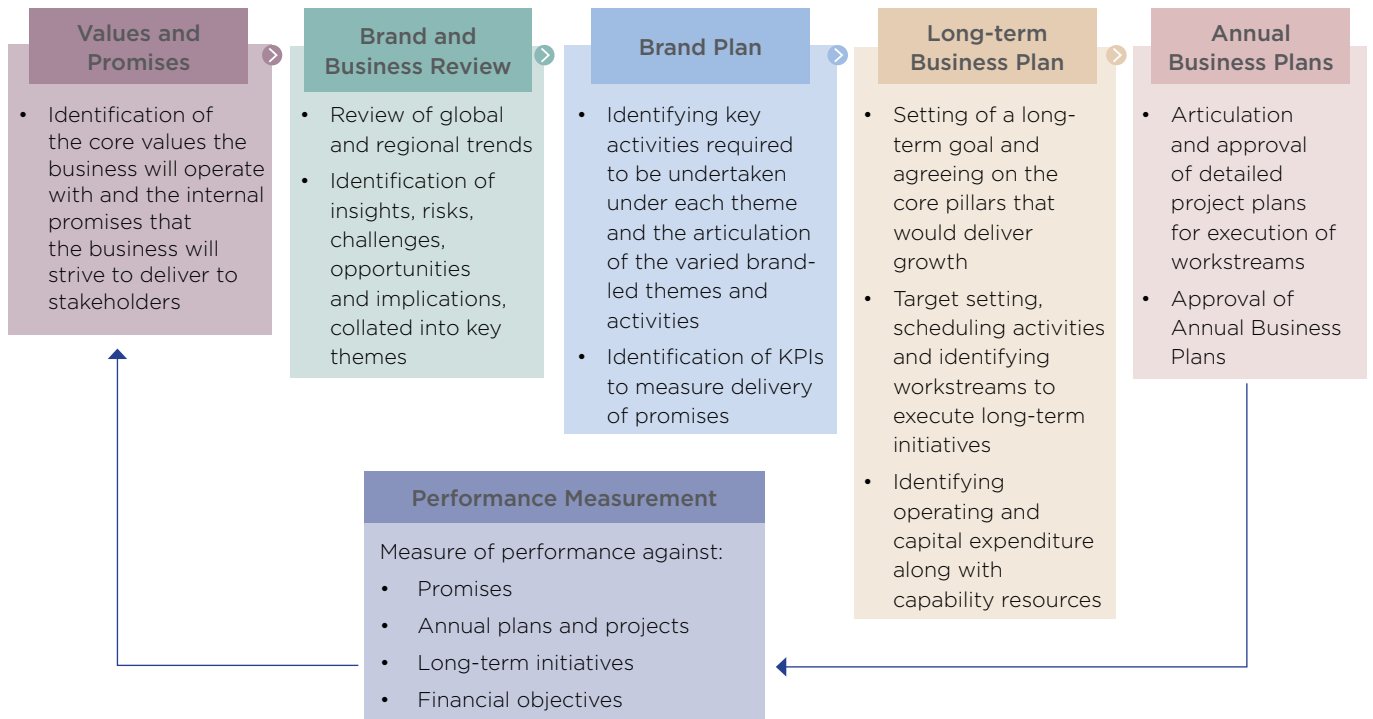 Values and
Promises
• Identification of
the core values the
business will operate
with and the internal
promises that
the business will
strive to deliver to
stakeholders
Brand and
Business Review
• Review of global
and regional trends
• Identification of
insights, risks,
challenges,
opportunities
and implications,
collated into key
themes
Brand Plan
• Identifying key
activities required
to be undertaken
under each theme
and the articulation
of the varied brand-
led themes and
activities
• Identification of KPIs
to measure delivery
of promises
Long-term
Business Plan
• Setting of a long-
term goal and
agreeing on the
core pillars that
would deliver
growth
• Target setting,
scheduling activities
and identifying
workstreams to
execute long-term
initiatives
• Identifying
operating and
capital expenditure
along with
capability resources
Annual
Business Plans
• Articulation
and approval
of detailed
project plans
for execution of
workstreams
• Approval of
Annual Business
Plans
Performance Measurement
Measure of performance against:
• Promises
• Annual plans and projects
• Long-term initiatives
• Financial objectives